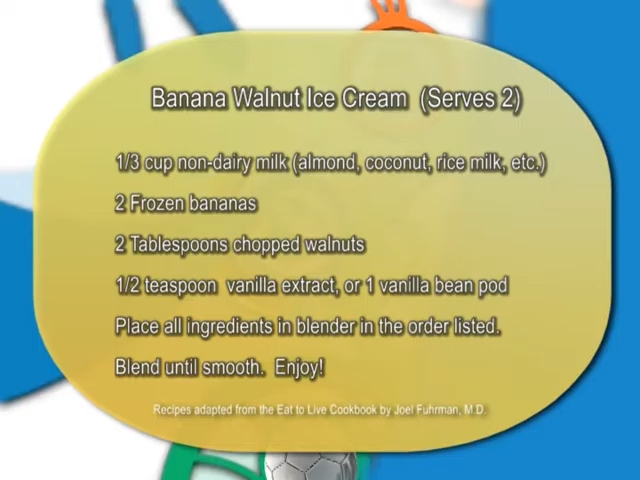 Banana Walnut Ice Cream (Serves 2)
1/3 cup non-dairy milk (almond, coconut, rice milk, etc.)
2 Frozen bananas
2 Tablespoons chopped walnuts
1/2 teaspoon vanilla extract, or 1 vanilla bean pod
Place all ingredients in blender in the order listed.
Blend until smooth. Enjoy!
Recipes adapted from the Eat to Live Cookbook by Joel Fuhrman, M.D.